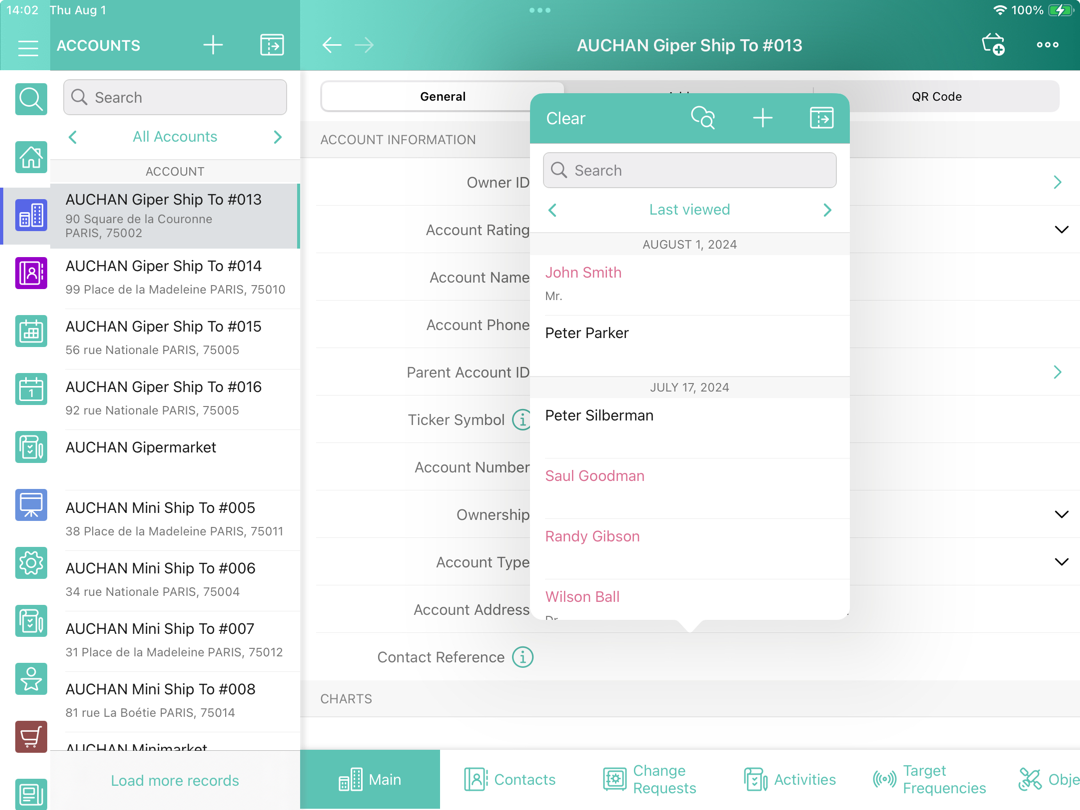 14:02 Thu Aug 1
100%
ACCOUNTS
AUCHAN Giper Ship To #013
Search
All Accounts
ACCOUNT
AUCHAN Giper Ship To #013
90 Square de la Couronne
PARIS, 75002
AUCHAN Giper Ship To #014
99 Place de la Madeleine PARIS, 75010
AUCHAN Giper Ship To #015
56 rue Nationale PARIS, 75005
AUCHAN Giper Ship To #016
92 rue Nationale PARIS, 75005
AUCHAN Gipermarket
AUCHAN Mini Ship To #005
38 Place de la Madeleine PARIS, 75011
AUCHAN Mini Ship To #006
34 rue Nationale PARIS, 75004
AUCHAN Mini Ship To #007
31 Place de la Madeleine PARIS, 75012
AUCHAN Mini Ship To #008
81 rue La Boétie PARIS, 75014
AUCHAN Minimarket
Load more records
General
QR Code
ACCOUNT INFORMATION
Owner ID
Account Rating
Account Name
Account Phone
Parent Account ID
Ticker Symbol
Account Number
Ownership
Account Type
Account Address
Contact Reference
CHARTS
Clear
Search
Last viewed
AUGUST 1, 2024
John Smith
Mr.
Peter Parker
JULY 17, 2024
Peter Silberman
Saul Goodman
Randy Gibson
Wilson Ball
Dr.
Main
Contacts
Change
Requests
Activities
Target
Frequencies
Obje